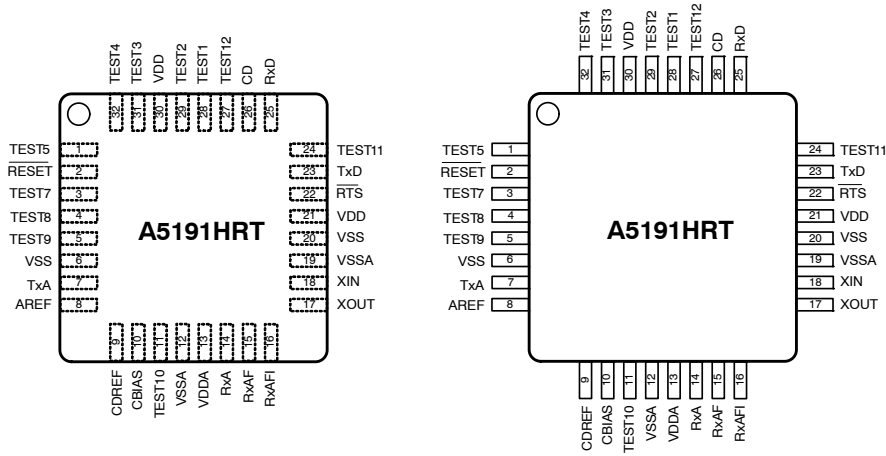 TEST4 TEST3 VDD TEST2 TEST1 TEST12 CD RxD
32 31 30 29 28 27 26 25
TEST5 1
RESET 2
TEST7 3
TEST8 4
TEST9 5
VSS 6
TxA 7
AREF 8
A5191HRT
24 TEST11
23 TxD
22 RTS
21 VDD
20 VSS
19 VSSA
18 XIN
17 XOUT
9 10 11 12 13 14 15 16
CDREF CBIAS TEST10 VSSA VDDA RxA RxAF RxAFI
TEST4 TEST3 VDD TEST2 TEST1 TEST12 CD RxD
32 31 30 29 28 27 26 25
TEST5 1
RESET 2
TEST7 3
TEST8 4
TEST9 5
VSS 6
TxA 7
AREF 8
A5191HRT
24 TEST11
23 TxD
22 RTS
21 VDD
20 VSS
19 VSSA
18 XIN
17 XOUT
9 10 11 12 13 14 15 16
CDREF CBIAS TEST10 VSSA VDDA RxA RxAF RxAFI